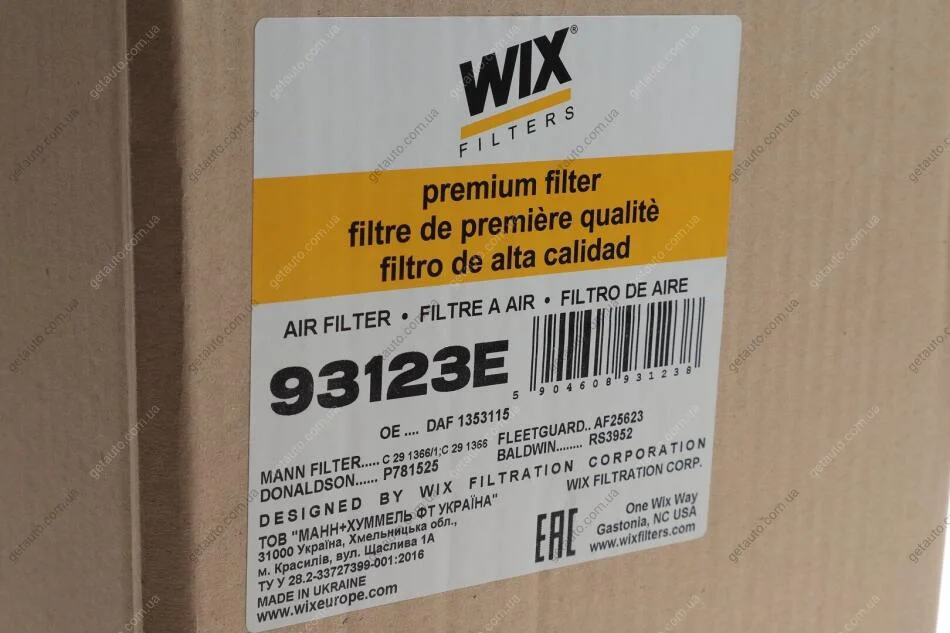 WIX®
FILTERS
premium filter
filtre de première qualitè
filtro de alta calidad
AIR FILTER • FILTRE A AIR • FILTRO DE AIRE
93123E
5 904608 931238
OE .... DAF 1353115
MANN FILTER..... C 29 1366/1;C 29 1366
FLEETGUARD.. AF25623
DONALDSON...... P781525
BALDWIN........ RS3952
DESIGNED BY WIX FILTRATION CORPORATION
WIX FILTRATION CORP.
ТОВ "МАНН+ХУММЕЛЬ ФТ УКРАЇНА"
31000 Україна, Хмельницька обл.,
м. Красилів, вул. Щаслива 1А
ТУ У 28.2-33727399-001:2016
MADE IN UKRAINE
www.wixeurope.com
EAC
One Wix Way
Gastonia, NC USA
www.wixfilters.com
getauto.com.ua